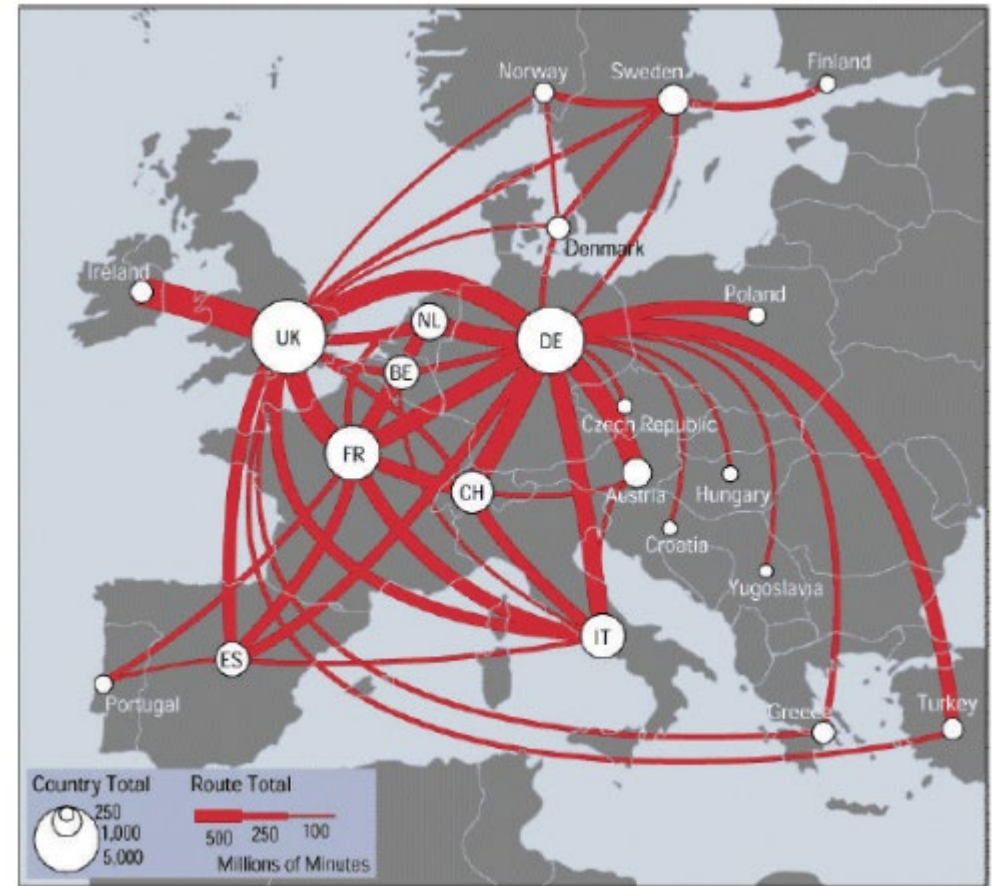 Norway
Sweden
Finland
Ireland
Denmark
Poland
UK
NL
DE
BE
Czech Republic
FR
CH
Austria
Hungary
Croatia
Yugoslavia
IT
ES
Portugal
Greece
Turkey
Country Total
250
1,000
5.000
Route Total
500 250 100
Millions of Minutes